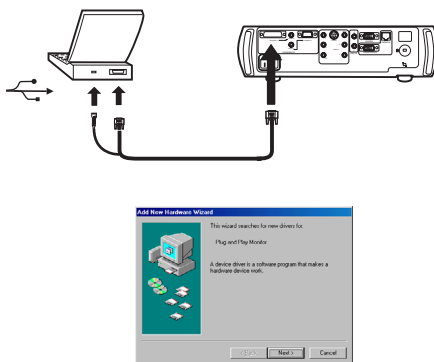 Add New Hardware Wizard
This wizard searches for new drivers for:
Plug and Play Monitor
A device driver is a software program that makes a
hardware device work.
< Back
Next >
Cancel